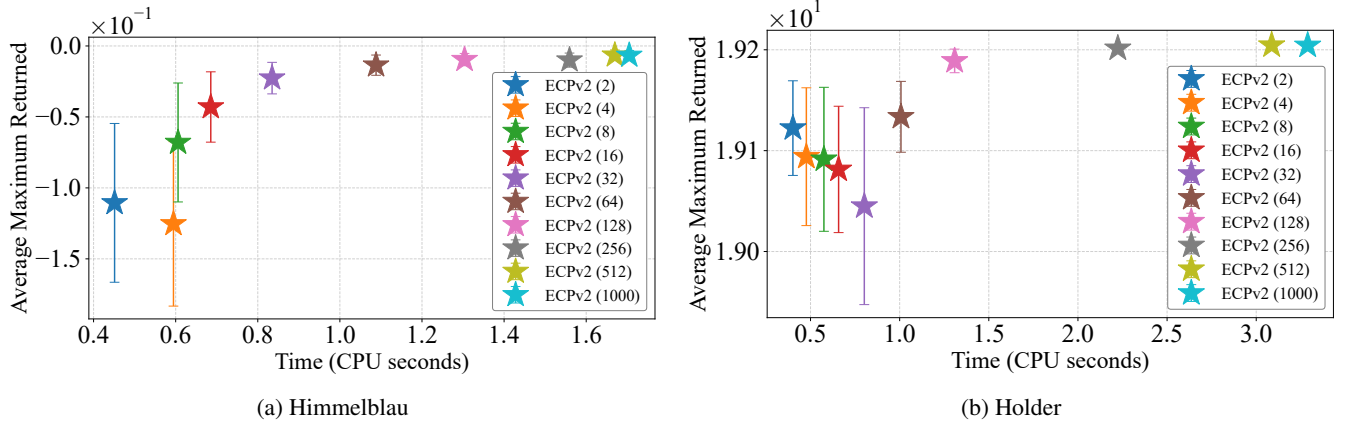 ×10⁻¹
0.0
−0.5
−1.0
−1.5
Average Maximum Returned
0.4 0.6 0.8 1.0 1.2 1.4 1.6
Time (CPU seconds)
ECPv2 (2)
ECPv2 (4)
ECPv2 (8)
ECPv2 (16)
ECPv2 (32)
ECPv2 (64)
ECPv2 (128)
ECPv2 (256)
ECPv2 (512)
ECPv2 (1000)
(a) Himmelblau
×10¹
1.92
1.91
1.90
Average Maximum Returned
0.5 1.0 1.5 2.0 2.5 3.0
Time (CPU seconds)
ECPv2 (2)
ECPv2 (4)
ECPv2 (8)
ECPv2 (16)
ECPv2 (32)
ECPv2 (64)
ECPv2 (128)
ECPv2 (256)
ECPv2 (512)
ECPv2 (1000)
(b) Holder